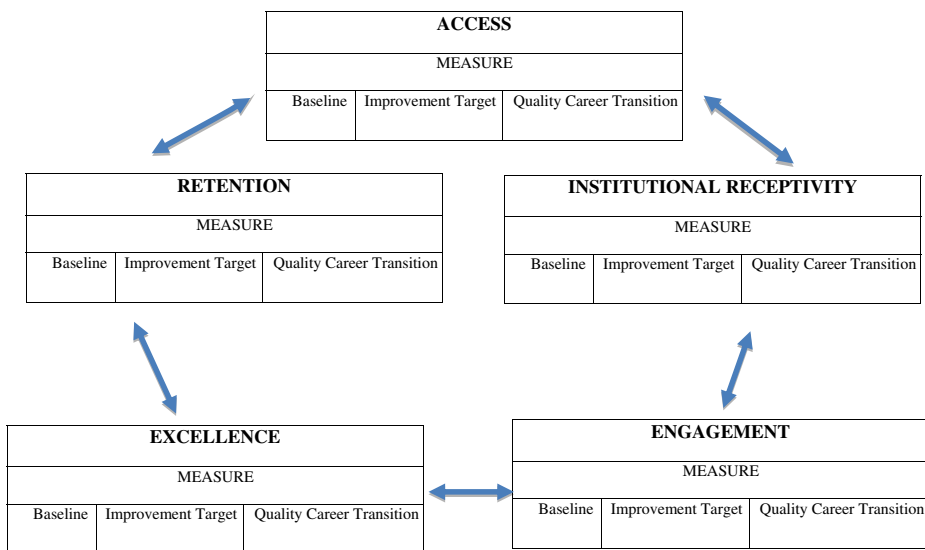 ACCESS
MEASURE
Baseline Improvement Target Quality Career Transition
RETENTION
MEASURE
Baseline Improvement Target Quality Career Transition
INSTITUTIONAL RECEPTIVITY
MEASURE
Baseline Improvement Target Quality Career Transition
EXCELLENCE
MEASURE
Baseline Improvement Target Quality Career Transition
ENGAGEMENT
MEASURE
Baseline Improvement Target Quality Career Transition